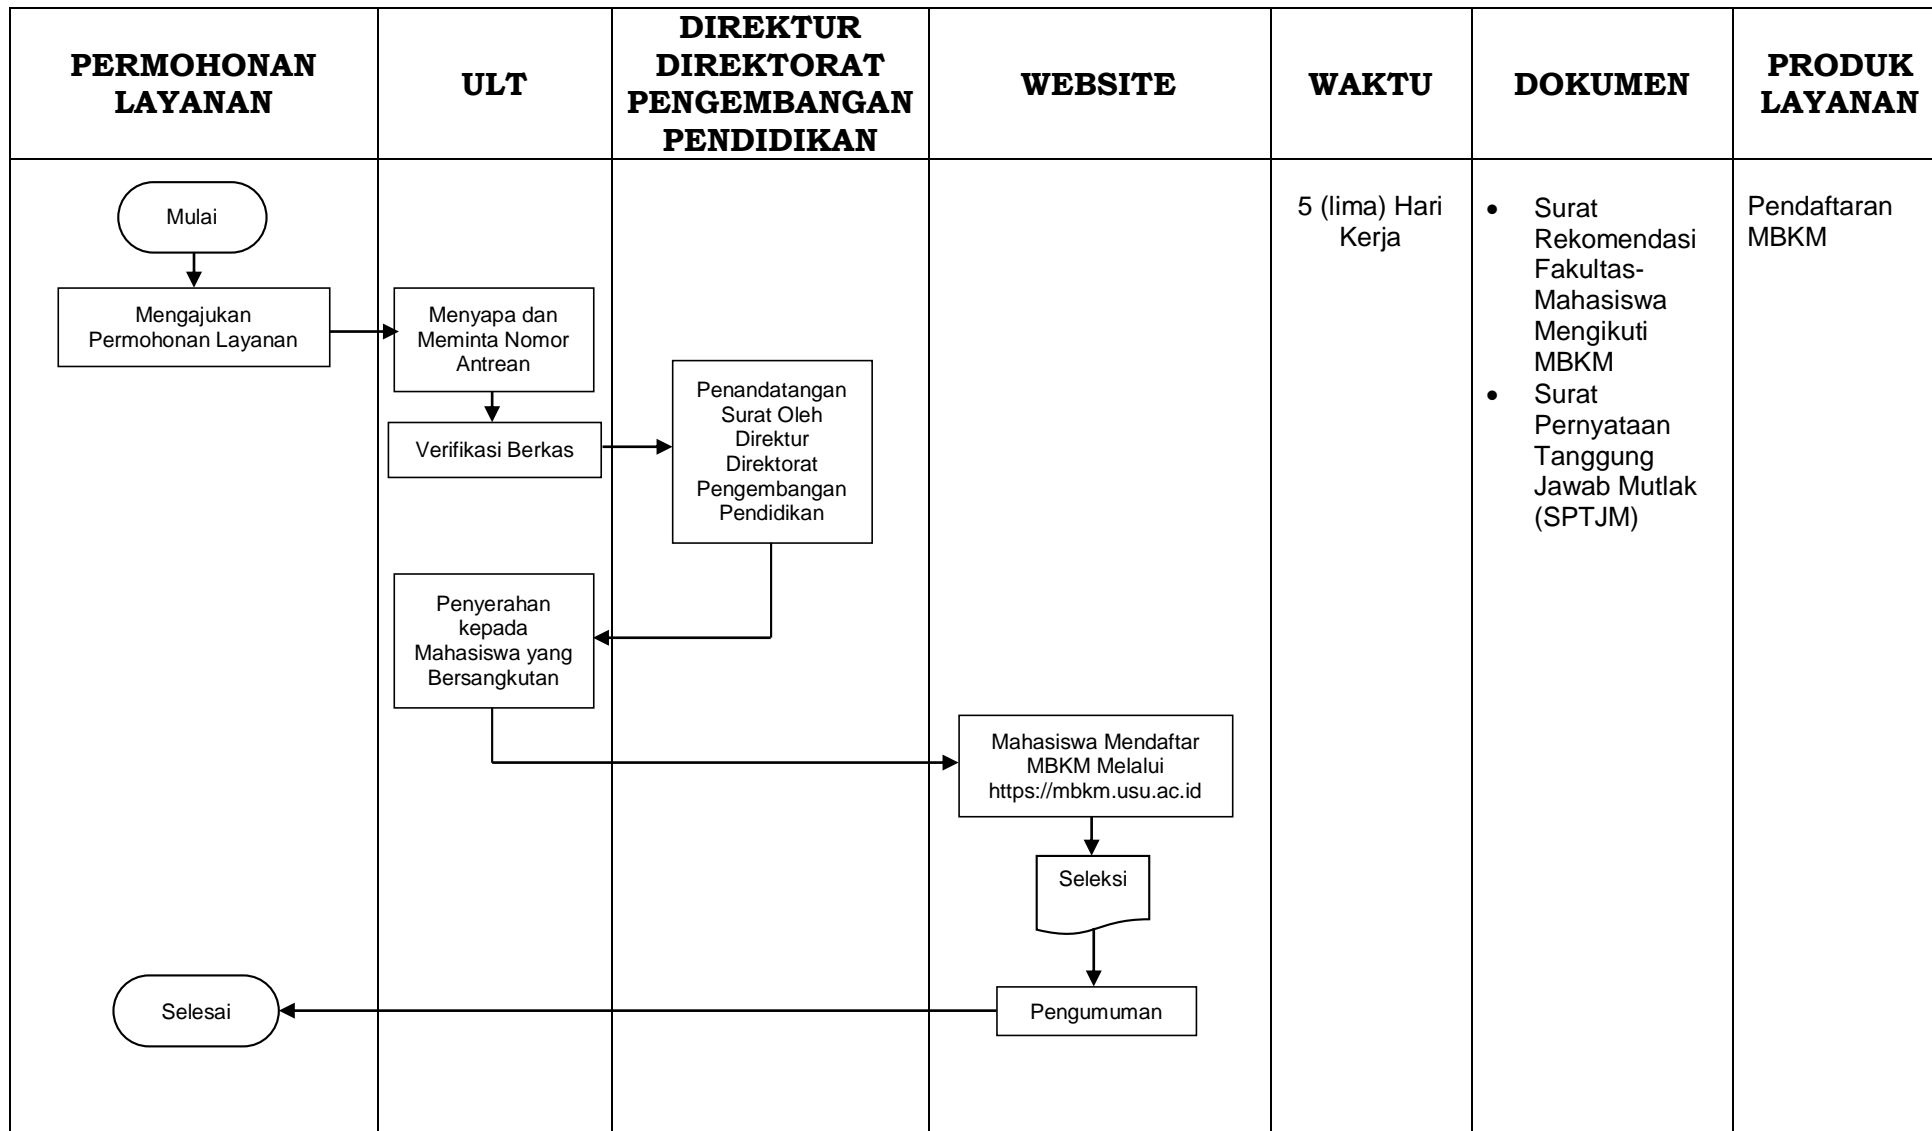 PERMOHONAN
LAYANAN
ULT
DIREKTUR
DIREKTORAT
PENGEMBANGAN
PENDIDIKAN
WEBSITE
WAKTU
DOKUMEN
PRODUK
LAYANAN
Mulai
Mengajukan
Permohonan Layanan
Menyapa dan
Meminta Nomor
Antrean
Verifikasi Berkas
Penandatangan
Surat Oleh
Direktur
Direktorat
Pengembangan
Pendidikan
Penyerahan
kepada
Mahasiswa yang
Bersangkutan
Mahasiswa Mendaftar
MBKM Melalui
https://mbkm.usu.ac.id
Seleksi
Pengumuman
Selesai
5 (lima) Hari
Kerja
• Surat
Rekomendasi
Fakultas-
Mahasiswa
Mengikuti
MBKM
• Surat
Pernyataan
Tanggung
Jawab Mutlak
(SPTJM)
Pendaftaran
MBKM